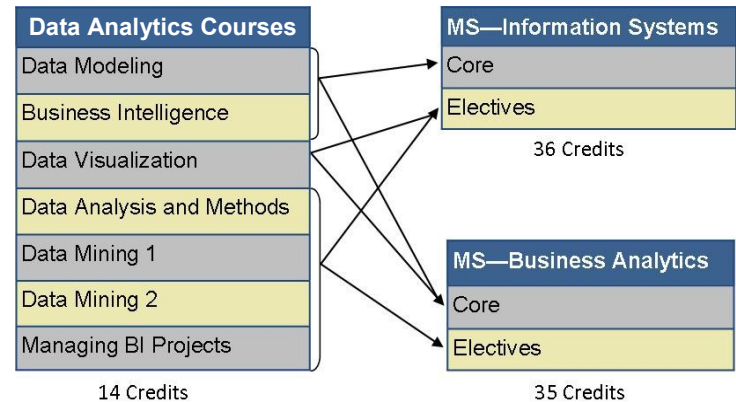 Data Analytics Courses
Data Modeling
Business Intelligence
Data Visualization
Data Analysis and Methods
Data Mining 1
Data Mining 2
Managing BI Projects
14 Credits
MS—Information Systems
Core
Electives
36 Credits
MS—Business Analytics
Core
Electives
35 Credits